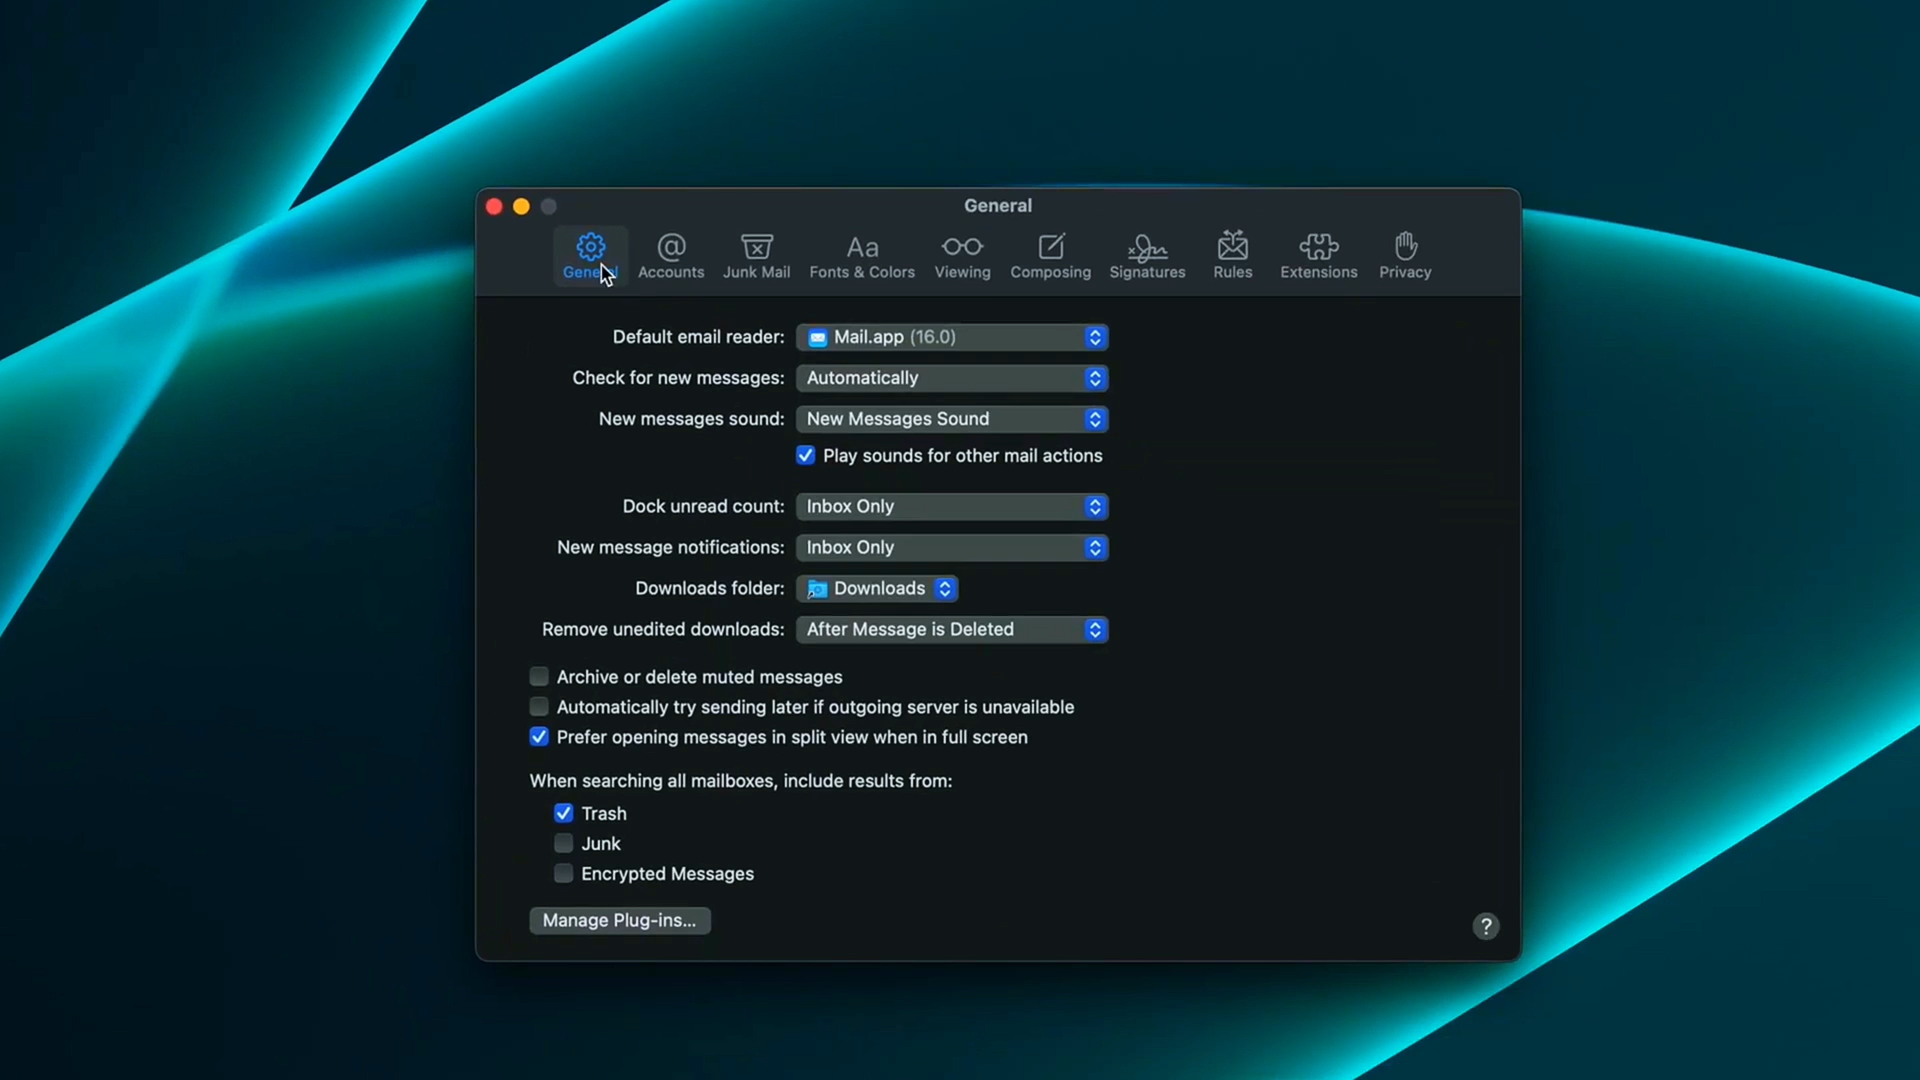 General
General
Accounts
Junk Mail
Aa
Fonts & Colors
Viewing
Composing
Signatures
Rules
Extensions
Privacy
Default email reader: Mail.app (16.0)
Check for new messages: Automatically
New messages sound: New Messages Sound
Play sounds for other mail actions
Dock unread count: Inbox Only
New message notifications: Inbox Only
Downloads folder: Downloads
Remove unedited downloads: After Message is Deleted
Archive or delete muted messages
Automatically try sending later if outgoing server is unavailable
Prefer opening messages in split view when in full screen
When searching all mailboxes, include results from:
Trash
Junk
Encrypted Messages
Manage Plug-ins...
?